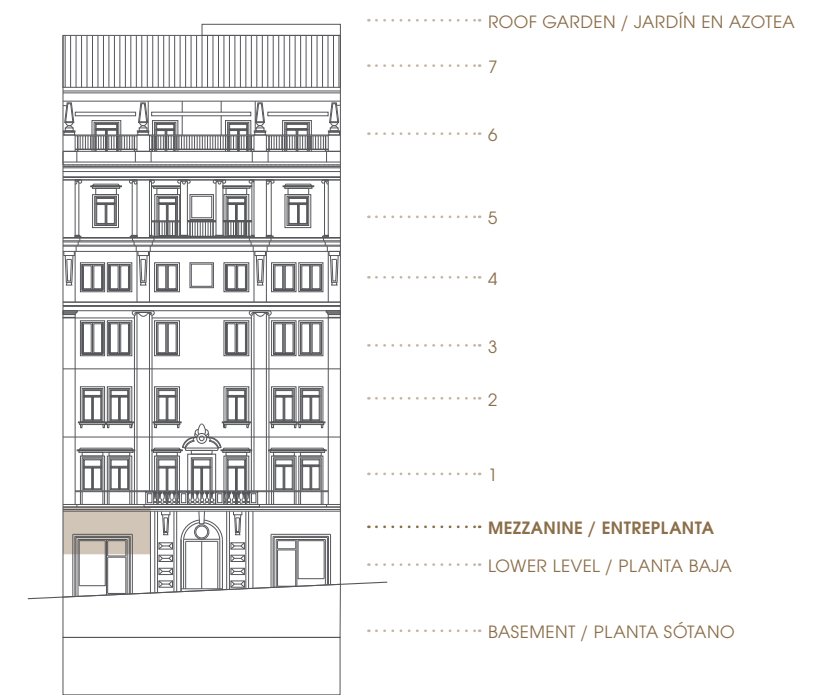 ROOF GARDEN / JARDÍN EN AZOTEA
7
6
5
4
3
2
1
MEZZANINE / ENTREPLANTA
LOWER LEVEL / PLANTA BAJA
BASEMENT / PLANTA SÓTANO